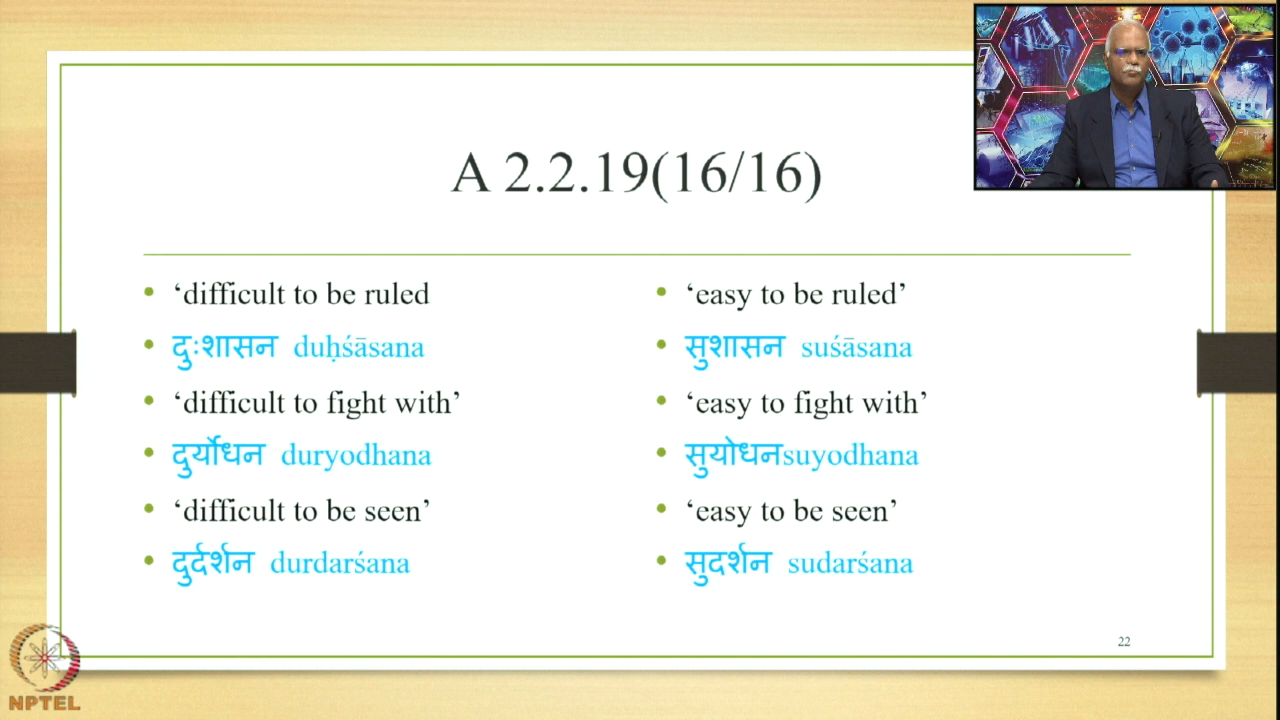 A 2.2.19(16/16)
• ‘difficult to be ruled
• दुःशासन duḥśāsana
• ‘difficult to fight with’
• दुर्योधन duryodhana
• ‘difficult to be seen’
• दुर्दर्शन durdarśana
• ‘easy to be ruled’
• सुशासन suśāsana
• ‘easy to fight with’
• सुयोधनsuyodhana
• ‘easy to be seen’
• सुदर्शन sudarśana
22
NPTEL